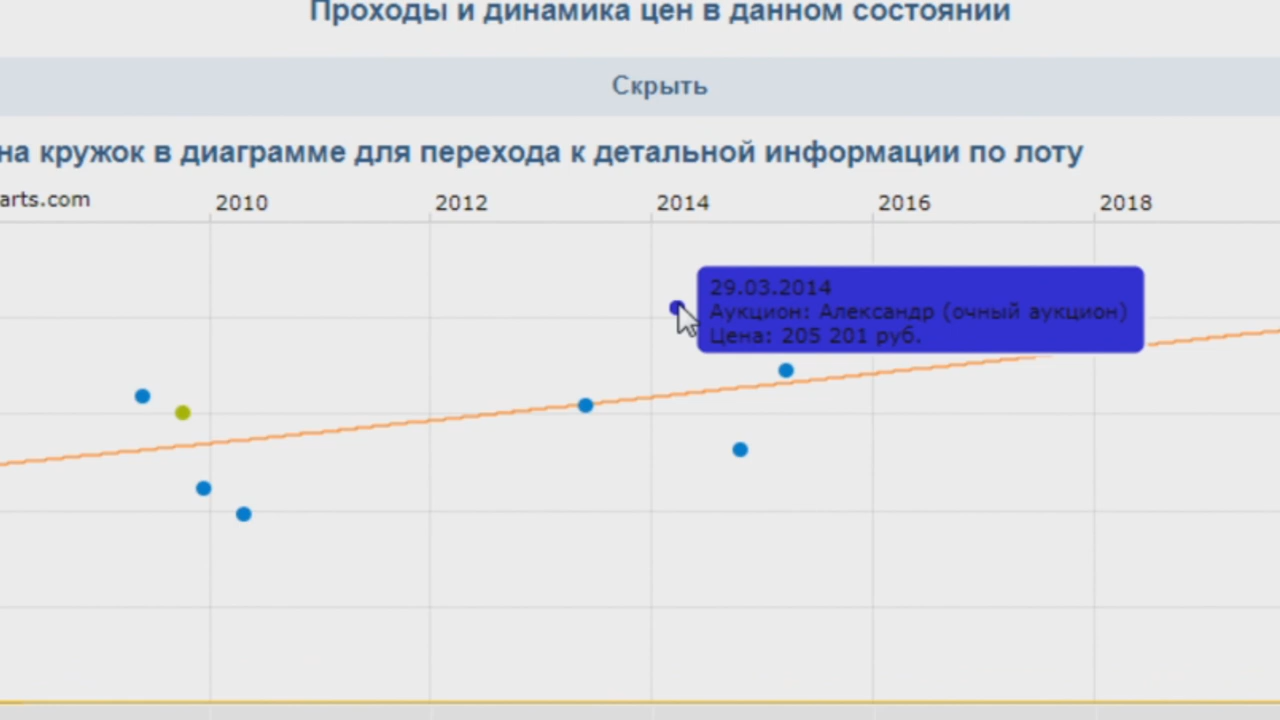 Проходы и динамика цен в данном состоянии
Скрыть
на кружок в диаграмме для перехода к детальной информации по лоту
arts.com
2010 2012 2014 2016 2018
29.03.2014
Аукцион: Александр (очный аукцион)
Цена: 205 201 руб.